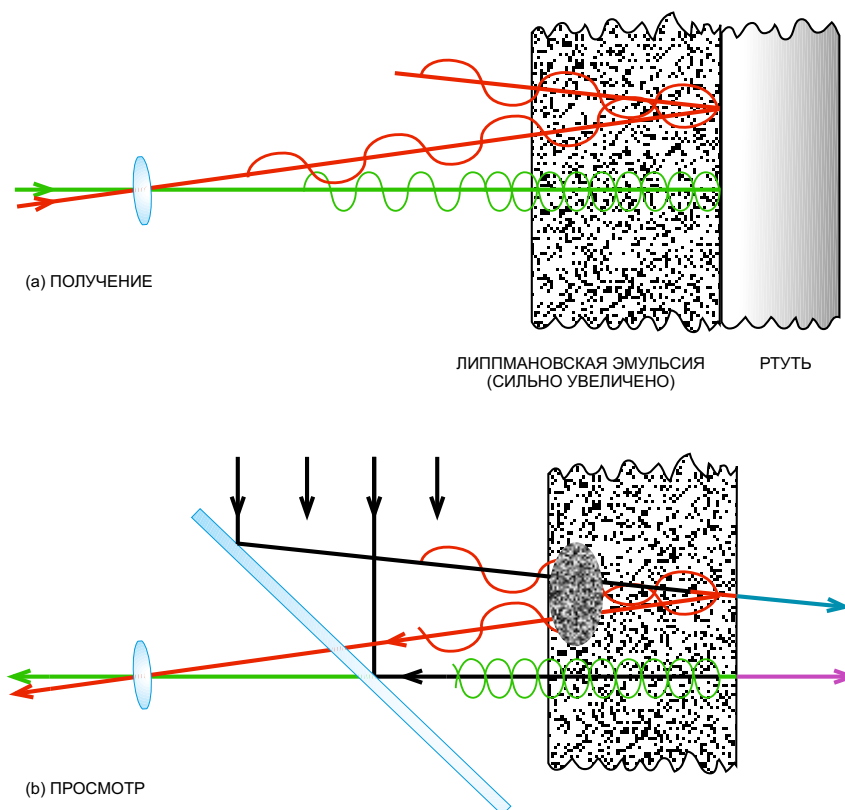 (a) ПОЛУЧЕНИЕ
ЛИППМАНОВСКАЯ ЭМУЛЬСИЯ
(СИЛЬНО УВЕЛИЧЕНО)
РТУТЬ
(b) ПРОСМОТР